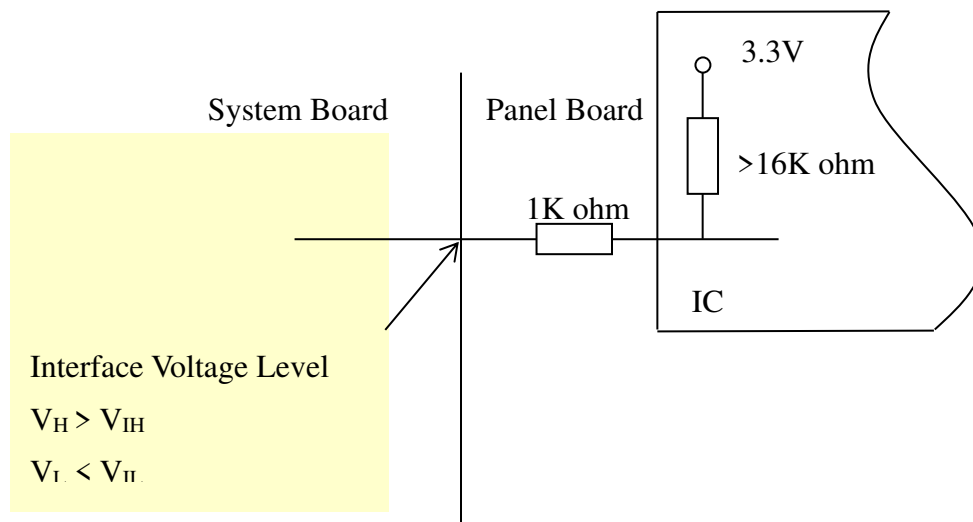 3.3V
System Board
Panel Board
>16K ohm
1K ohm
IC
Interface Voltage Level
VH > VIH
VL < VIL